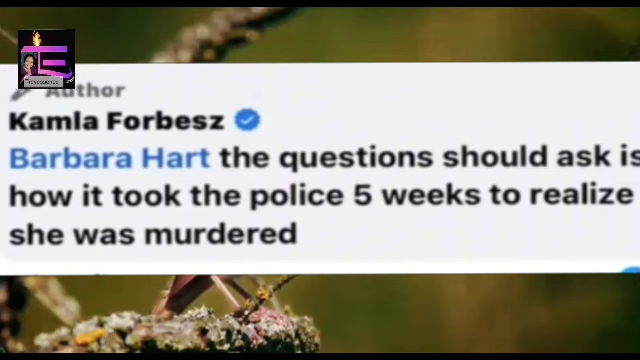 Trevessence
Author
Kamla Forbesz
Barbara Hart the questions should ask is
how it took the police 5 weeks to realize
she was murdered